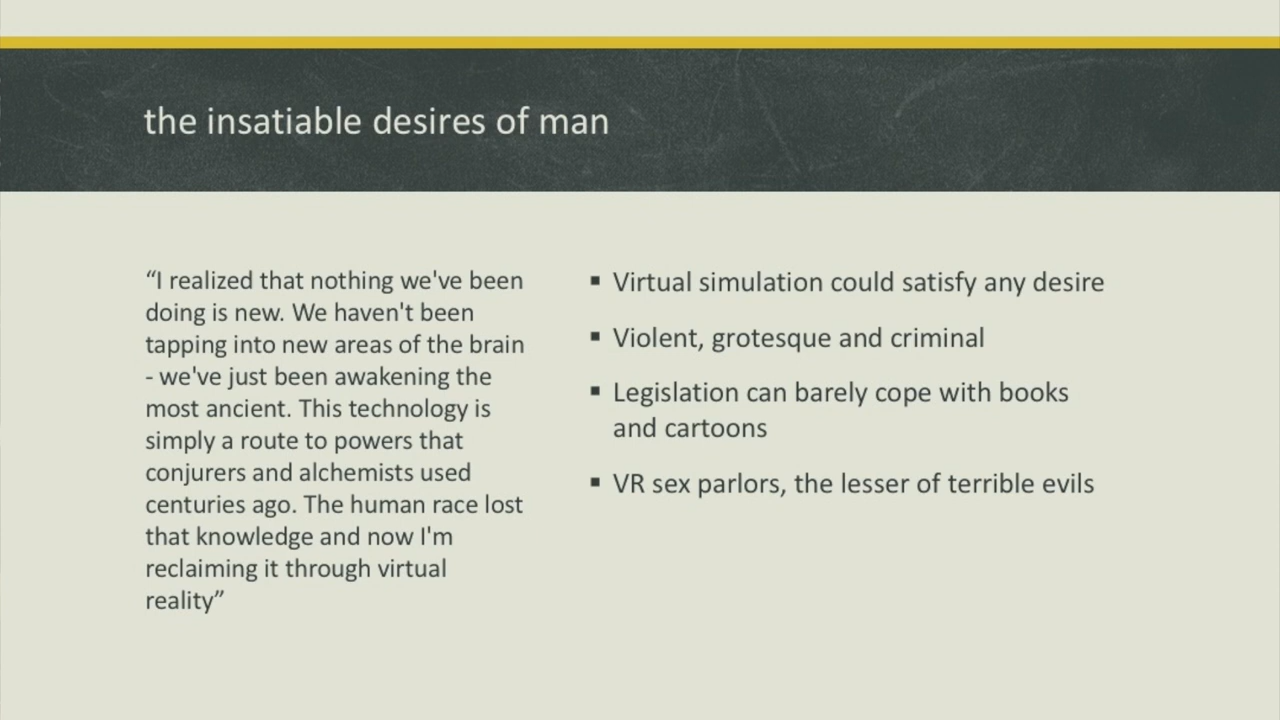 the insatiable desires of man
“I realized that nothing we've been
doing is new. We haven't been
tapping into new areas of the brain
- we've just been awakening the
most ancient. This technology is
simply a route to powers that
conjurers and alchemists used
centuries ago. The human race lost
that knowledge and now I'm
reclaiming it through virtual
reality”
▪ Virtual simulation could satisfy any desire
▪ Violent, grotesque and criminal
▪ Legislation can barely cope with books
and cartoons
▪ VR sex parlors, the lesser of terrible evils